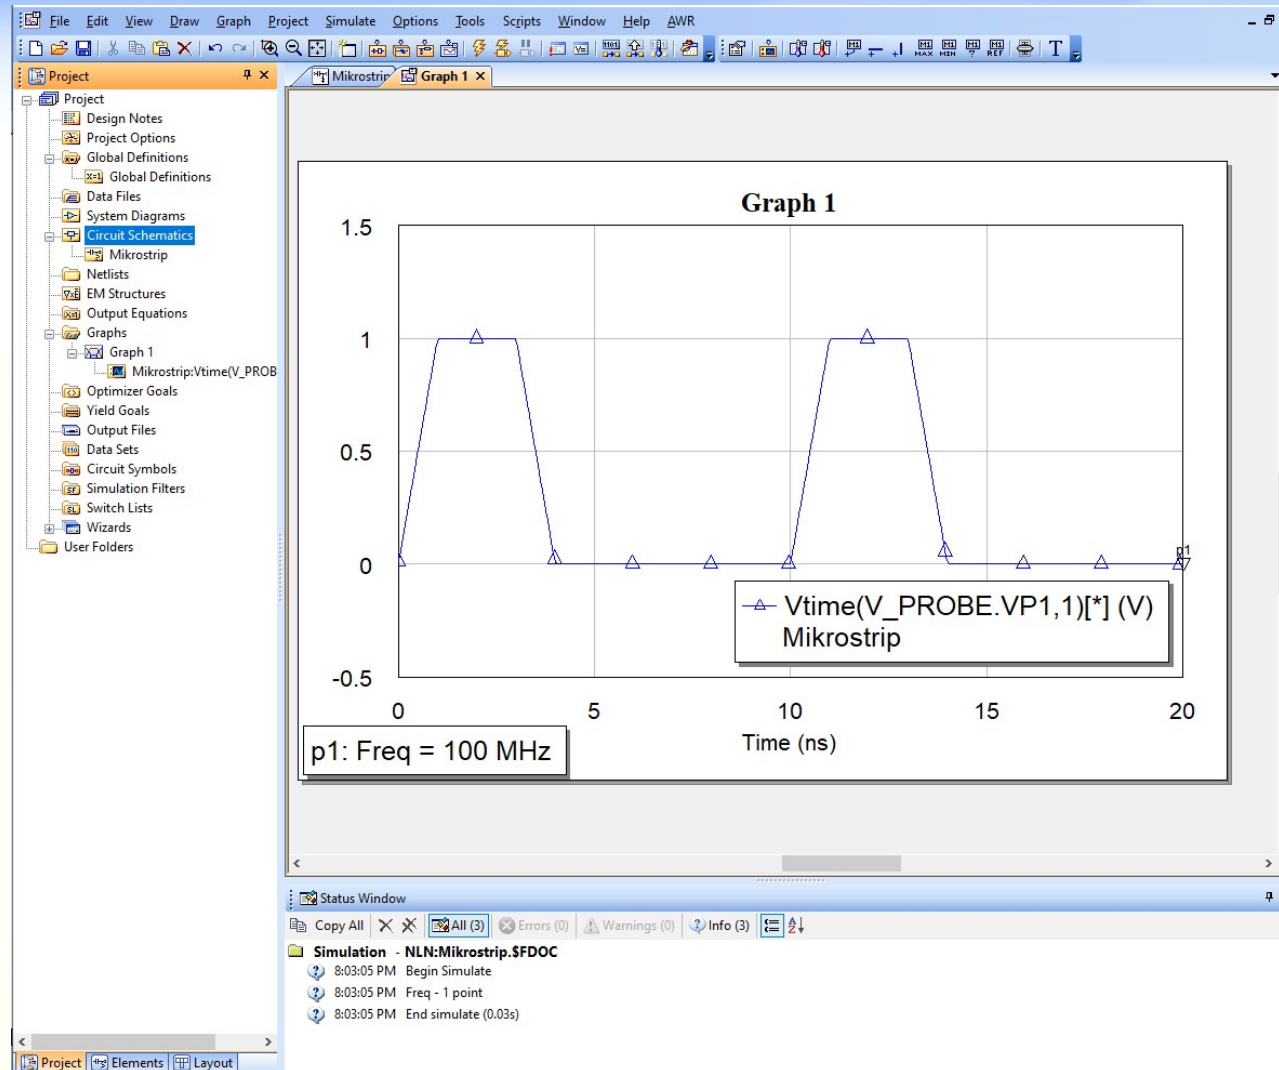 File Edit View Draw Graph Project Simulate Options Tools Scripts Window Help AWR
Project
Mikrostrip
Graph 1
Project
Design Notes
Project Options
Global Definitions
Global Definitions
Data Files
System Diagrams
Circuit Schematics
Mikrostrip
Netlists
EM Structures
Output Equations
Graphs
Graph 1
Mikrostrip:Vtime(V_PROB
Optimizer Goals
Yield Goals
Output Files
Data Sets
Circuit Symbols
Simulation Filters
Switch Lists
Wizards
User Folders
Project Elements Layout
Graph 1
1.5
1
0.5
0
-0.5
0 5 10 15 20
Time (ns)
p1
Vtime(V_PROBE.VP1,1)[*] (V)
Mikrostrip
p1: Freq = 100 MHz
Status Window
Copy All All (3) Errors (0) Warnings (0) Info (3)
Simulation - NLN:Mikrostrip.$FDOC
8:03:05 PM Begin Simulate
8:03:05 PM Freq - 1 point
8:03:05 PM End simulate (0.03s)